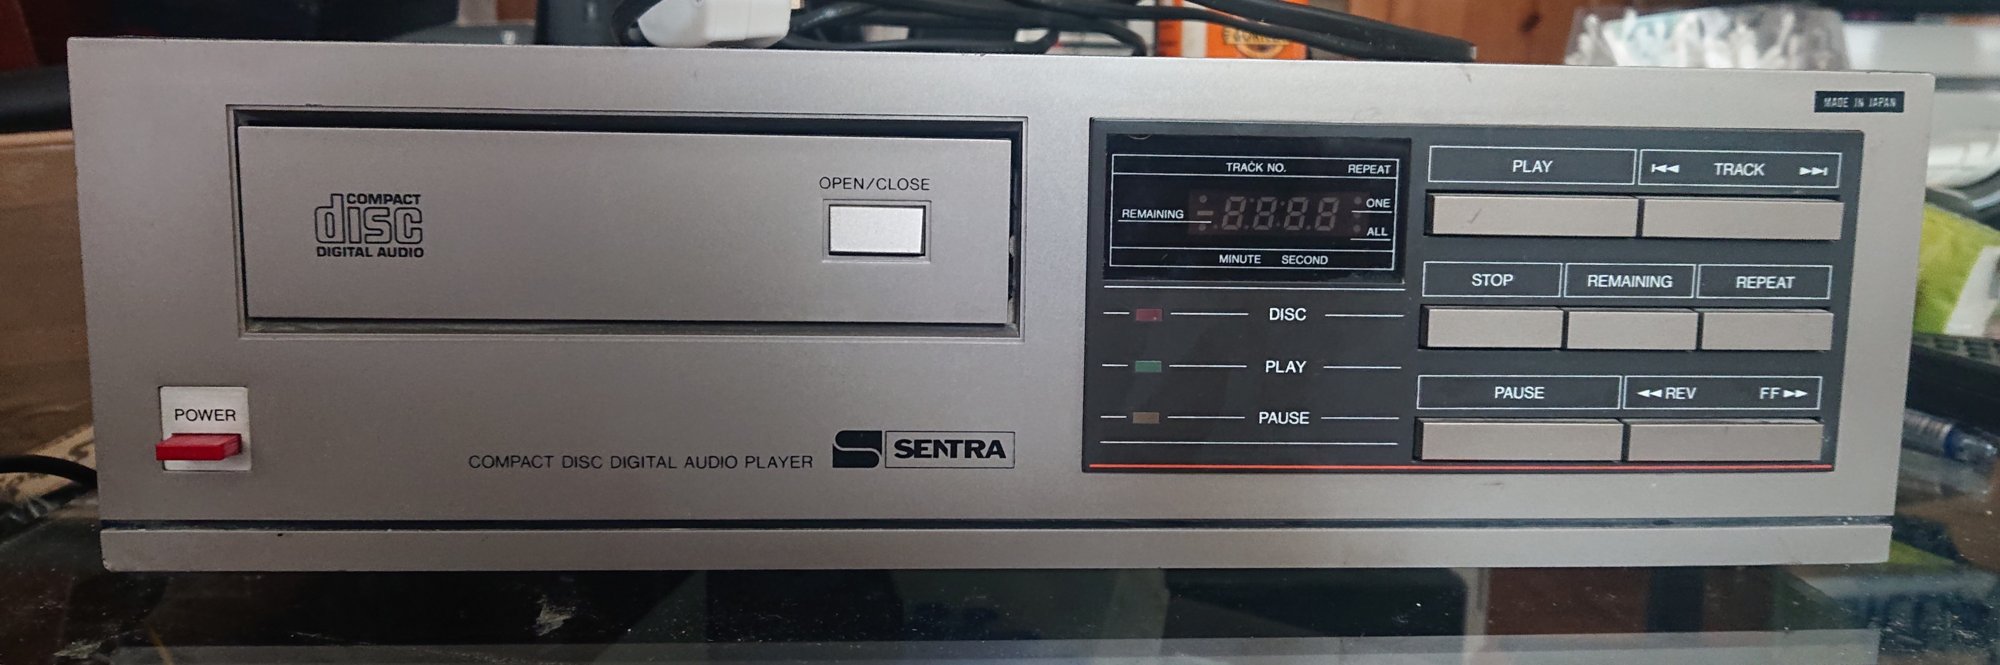 MADE IN JAPAN
COMPACT
disc
DIGITAL AUDIO
OPEN/CLOSE
POWER
COMPACT DISC DIGITAL AUDIO PLAYER
SENTRA
TRACK NO. REPEAT
REMAINING
ONE
ALL
MINUTE SECOND
DISC
PLAY
PAUSE
PLAY
TRACK
STOP
REMAINING
REPEAT
PAUSE
REV FF